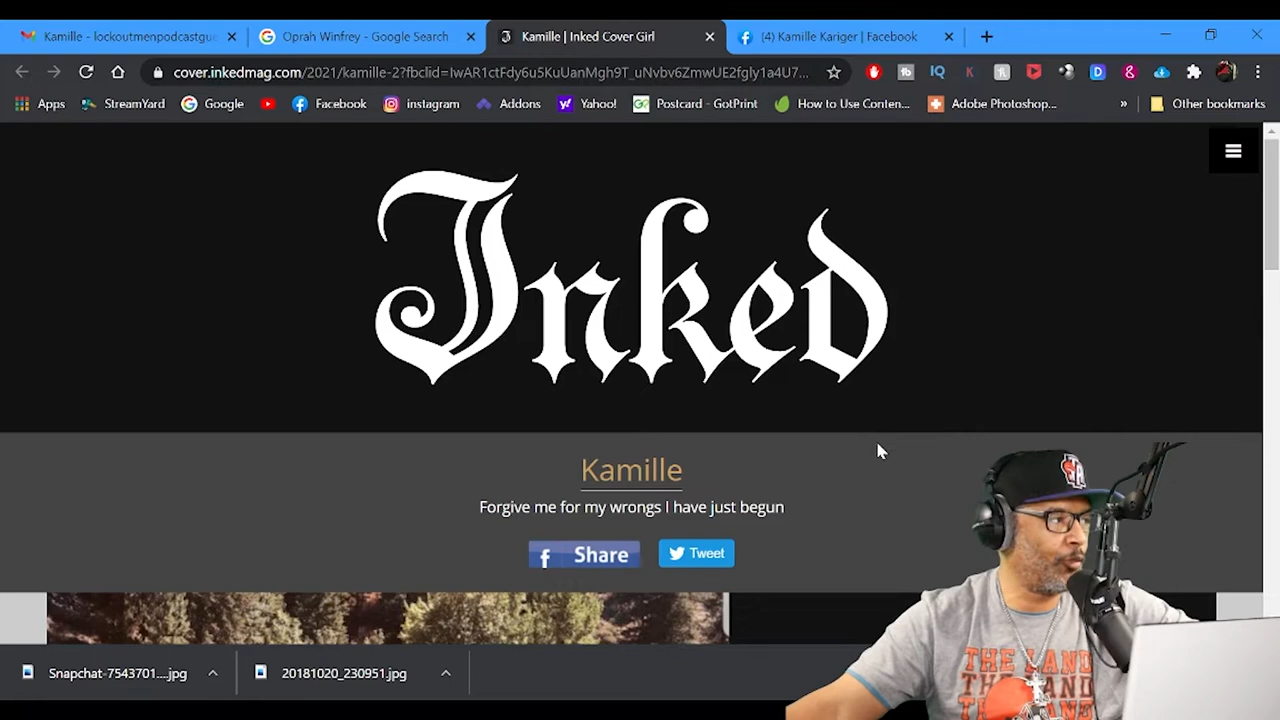 Kamille - lockoutmenpodcastgue
Oprah Winfrey - Google Search
Kamille | Inked Cover Girl
(4) Kamille Kariger | Facebook
cover.inkedmag.com/2021/kamille-2?fbclid=IwAR1ctFdy6u5KuUanMgh9T_uNvbv6ZmwUE2fgly1a4U7...
Apps
StreamYard
Google
Facebook
instagram
Addons
Yahoo!
Postcard - GotPrint
How to Use Conten...
Adobe Photoshop...
»
Other bookmarks
Inked
Kamille
Forgive me for my wrongs I have just begun
Share
Tweet
Snapchat-7543701....jpg
20181020_230951.jpg
THE LAND
THE LAND